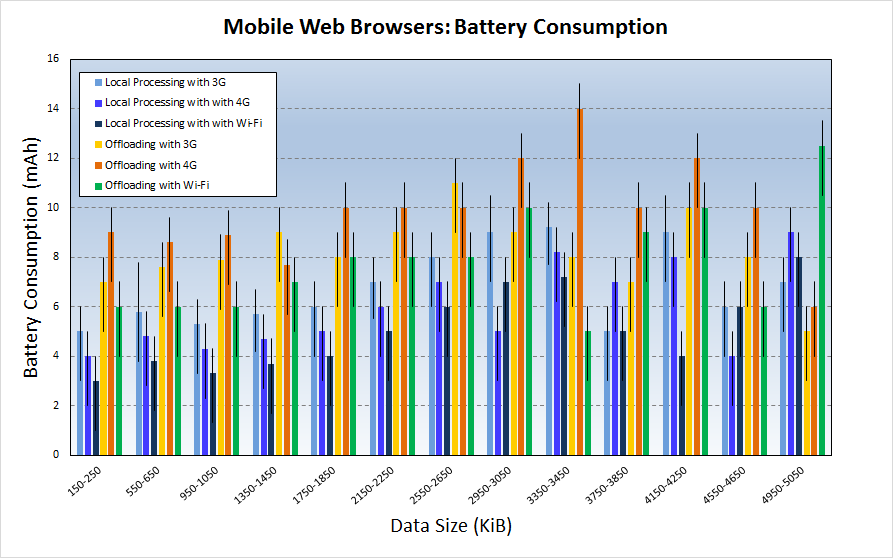 Mobile Web Browsers: Battery Consumption
16
14
12
10
8
6
4
2
0
Battery Consumption (mAh)
Local Processing with 3G
Local Processing with with 4G
Local Processing with with Wi-Fi
Offloading with 3G
Offloading with 4G
Offloading with Wi-Fi
150-250
550-650
950-1050
1350-1450
1750-1850
2150-2250
2550-2650
2950-3050
3350-3450
3750-3850
4150-4250
4550-4650
4950-5050
Data Size (KiB)